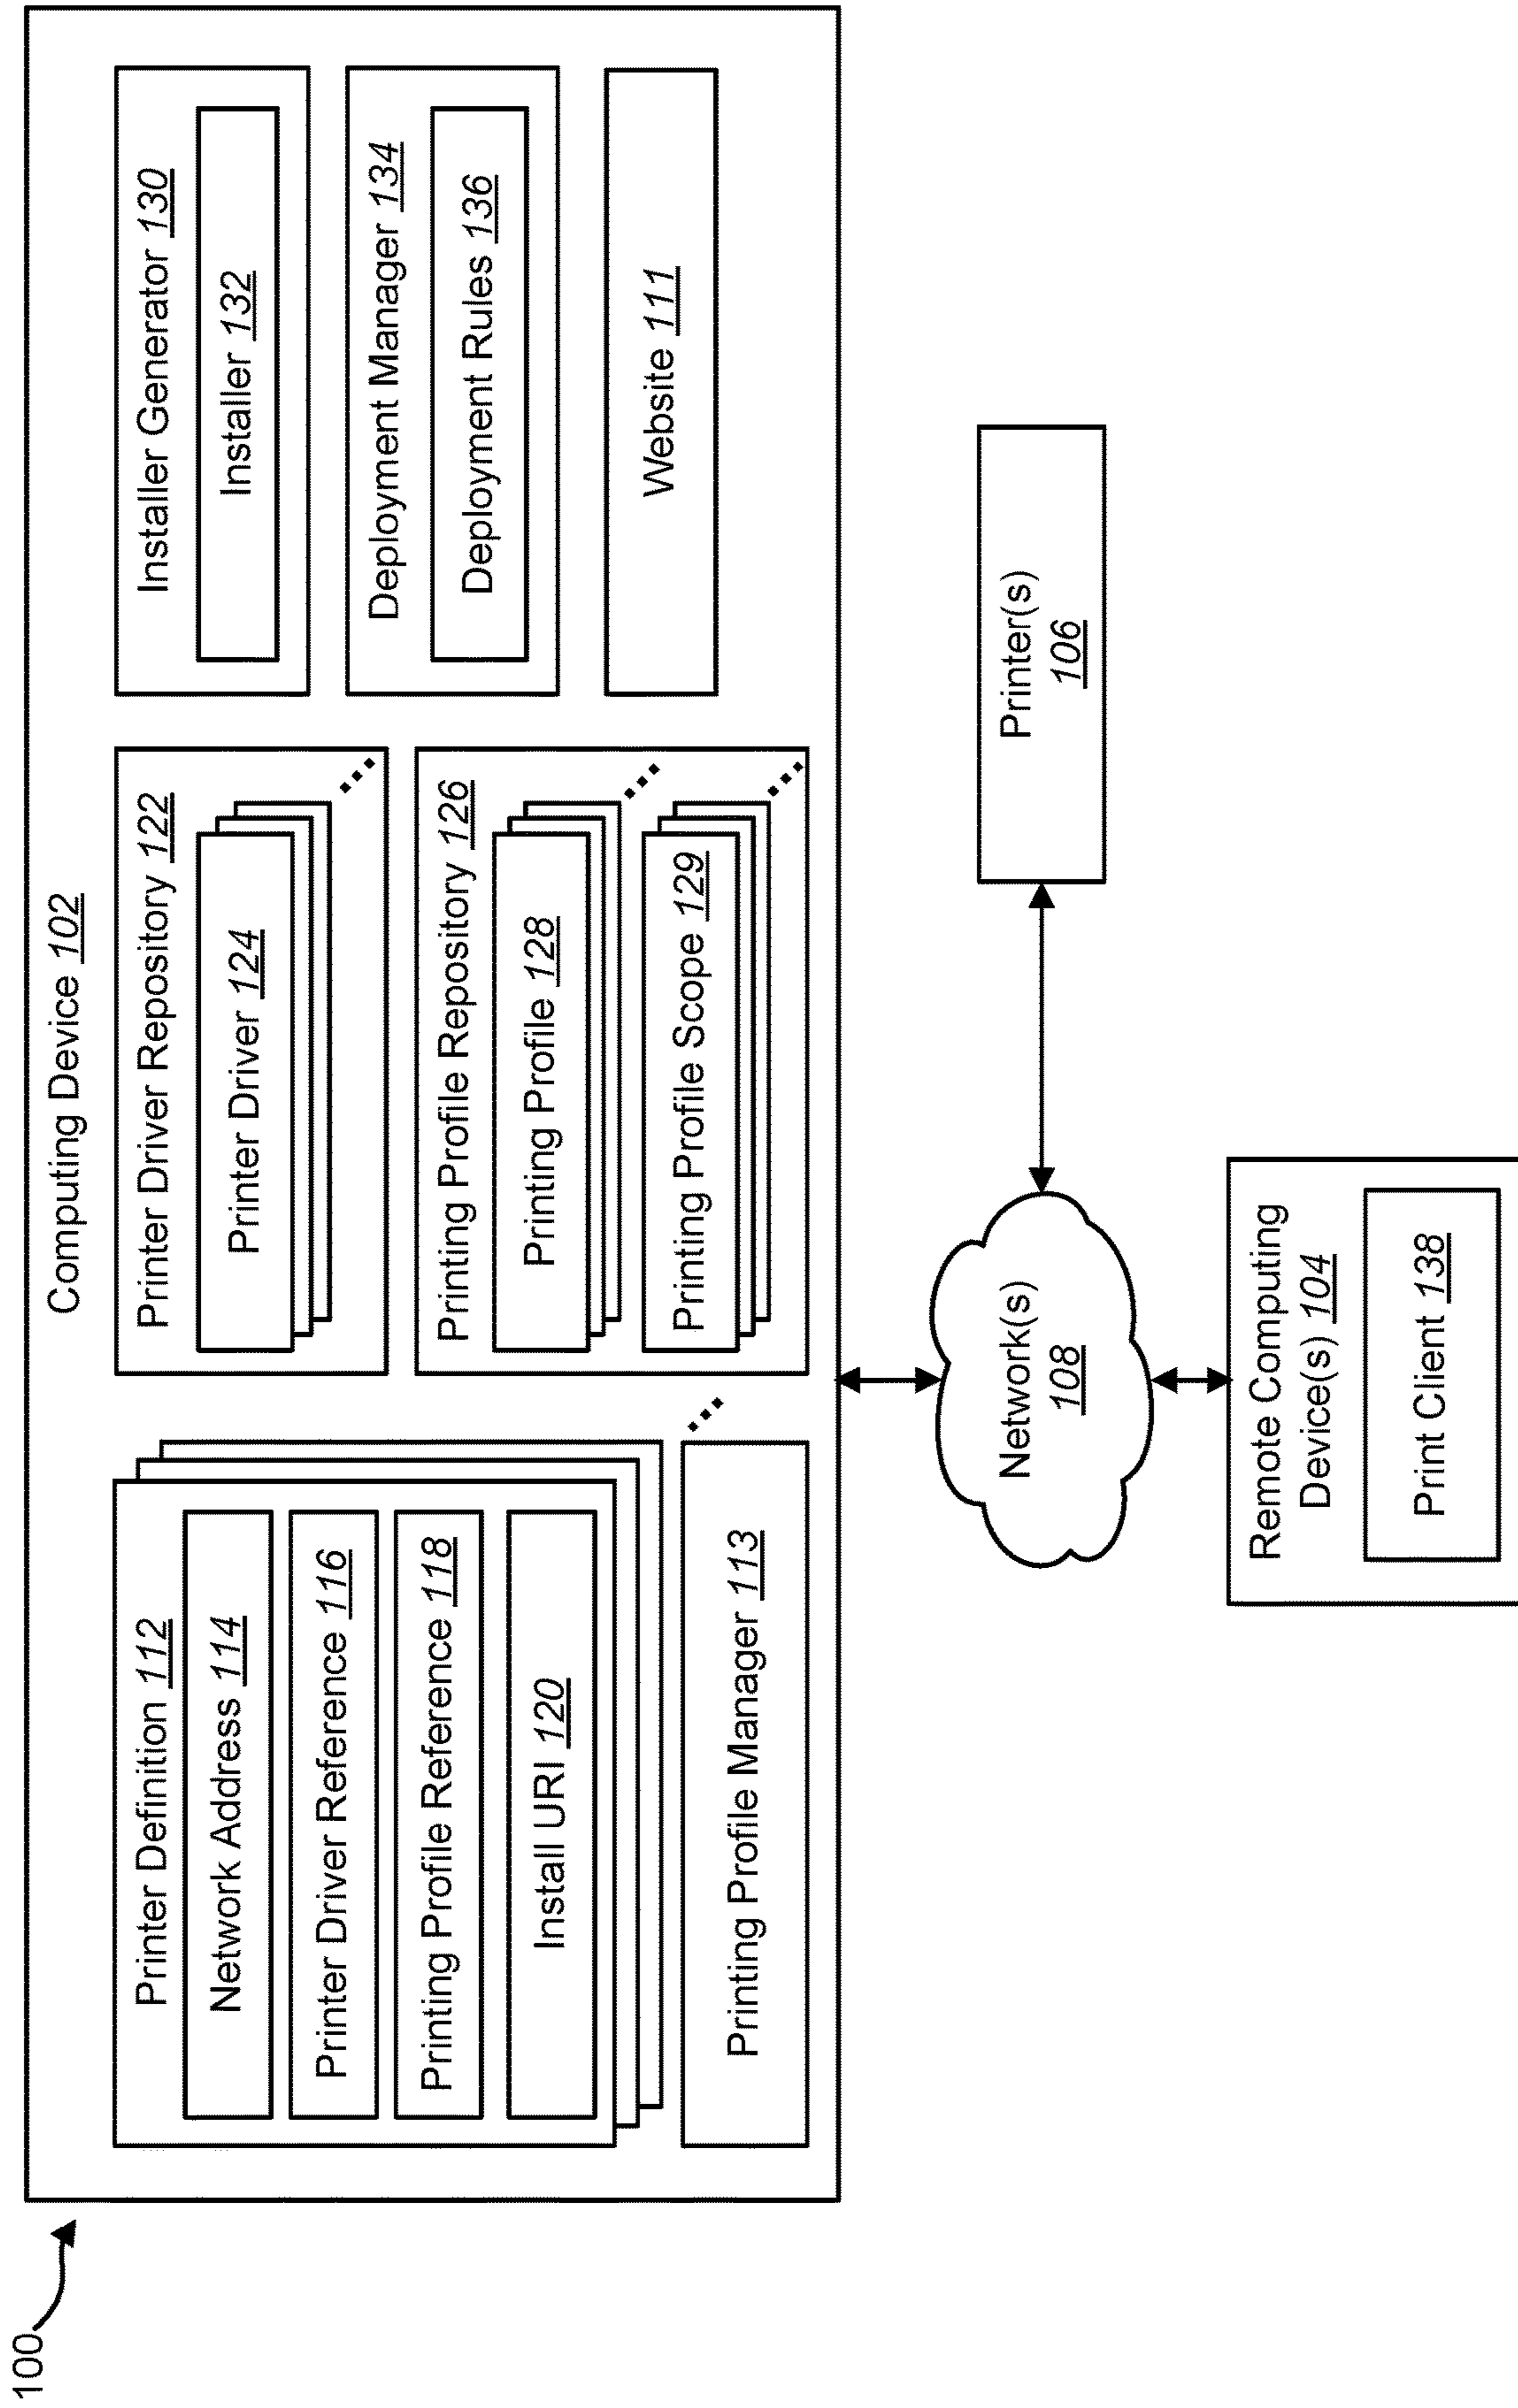 100
Computing Device 102
Printer Definition 112
Network Address 114
Printer Driver Reference 116
Printing Profile Reference 118
Install URI 120
Printing Profile Manager 113
Printer Driver Repository 122
Printer Driver 124
Printing Profile Repository 126
Printing Profile 128
Printing Profile Scope 129
Installer Generator 130
Installer 132
Deployment Manager 134
Deployment Rules 136
Website 111
Network(s)
108
Printer(s)
106
Remote Computing
Device(s) 104
Print Client 138